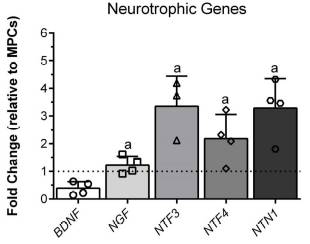 Neurotrophic Genes
Fold Change (relative to MPCs)
6
5
4
3
2
1
0
a
a
a
a
BDNF
NGF
NTF3
NTF4
NTN1